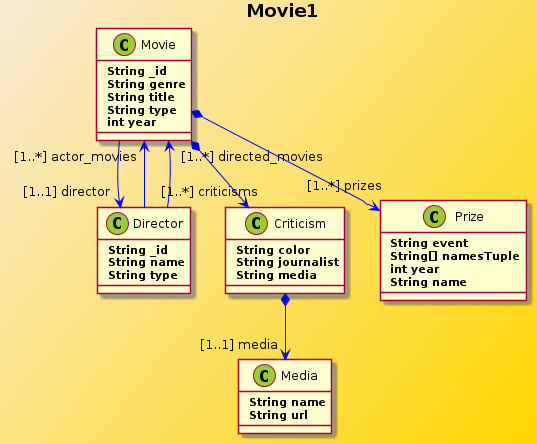 Movie1
C Movie
String _id
String genre
String title
String type
int year
[1..*] actor_movies
[1..*] directed_movies
[1..1] director
[1..*] criticisms
[1..*] prizes
C Director
String _id
String name
String type
C Criticism
String color
String journalist
String media
C Prize
String event
String[] namesTuple
int year
String name
[1..1] media
C Media
String name
String url